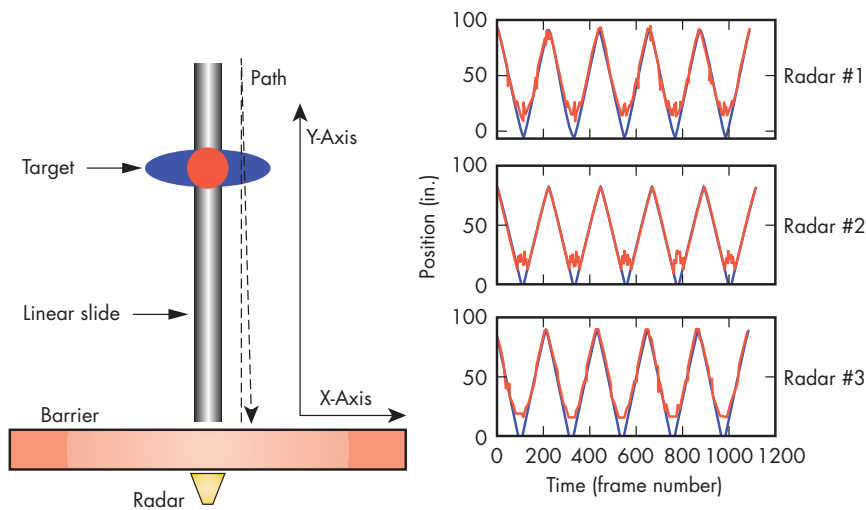 Path
Y-Axis
Target
Linear slide
X-Axis
Barrier
Radar
Position (in.)
100
50
0
Radar #1
100
50
0
Radar #2
100
50
0
Radar #3
0 200 400 600 800 1000 1200
Time (frame number)